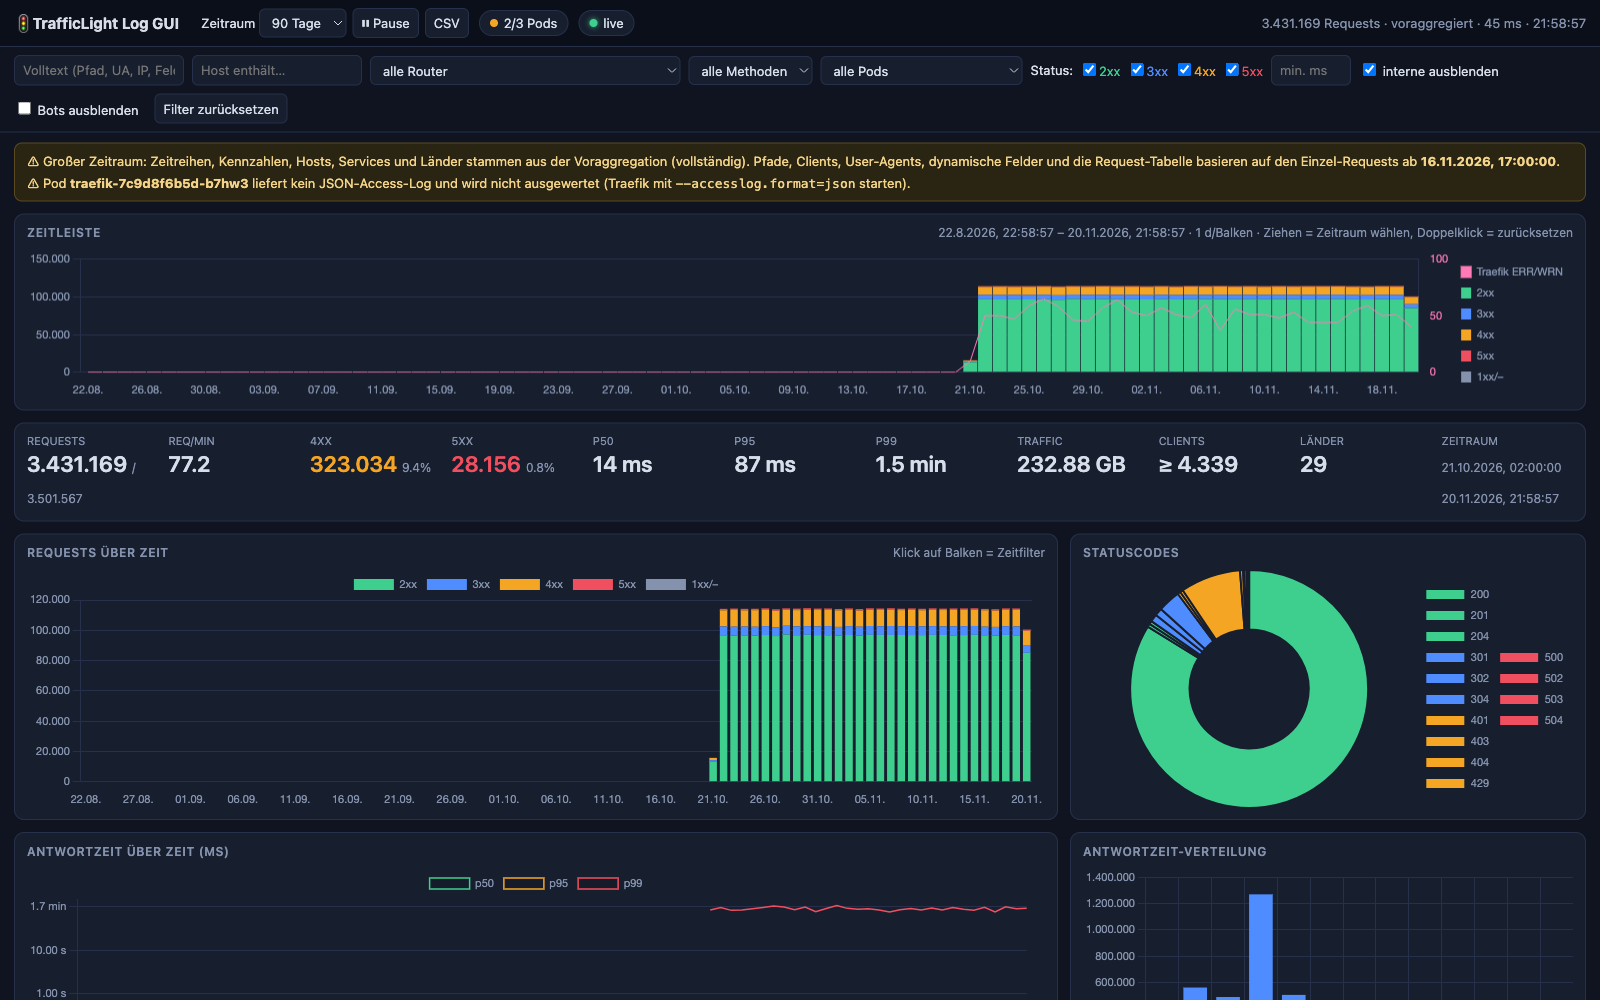 TrafficLight Log GUI Zeitraum 90 Tage Pause CSV 2/3 Pods live 3.431.169 Requests · voraggregiert · 45 ms · 21:58:57
Volltext (Pfad, UA, IP, Fel Host enthält... alle Router alle Methoden alle Pods Status: 2xx 3xx 4xx 5xx min. ms interne ausblenden
Bots ausblenden Filter zurücksetzen
⚠ Großer Zeitraum: Zeitreihen, Kennzahlen, Hosts, Services und Länder stammen aus der Voraggregation (vollständig). Pfade, Clients, User-Agents, dynamische Felder und die Request-Tabelle basieren auf den Einzel-Requests ab 16.11.2026, 17:00:00.
⚠ Pod traefik-7c9d8f6b5d-b7hw3 liefert kein JSON-Access-Log und wird nicht ausgewertet (Traefik mit --accesslog.format=json starten).
ZEITLEISTE 22.8.2026, 22:58:57 – 20.11.2026, 21:58:57 · 1 d/Balken · Ziehen = Zeitraum wählen, Doppelklick = zurücksetzen
150.000
100.000
50.000
0
100
50
0
Traefik ERR/WRN
2xx
3xx
4xx
5xx
1xx/–
22.08. 26.08. 30.08. 03.09. 07.09. 11.09. 15.09. 19.09. 23.09. 27.09. 01.10. 05.10. 09.10. 13.10. 17.10. 21.10. 25.10. 29.10. 02.11. 06.11. 10.11. 14.11. 18.11.
REQUESTS REQ/MIN 4XX 5XX P50 P95 P99 TRAFFIC CLIENTS LÄNDER ZEITRAUM
3.431.169 / 77.2 323.034 9.4% 28.156 0.8% 14 ms 87 ms 1.5 min 232.88 GB ≥ 4.339 29 21.10.2026, 02:00:00
3.501.567 20.11.2026, 21:58:57
REQUESTS ÜBER ZEIT Klick auf Balken = Zeitfilter
2xx 3xx 4xx 5xx 1xx/–
120.000
100.000
80.000
60.000
40.000
20.000
0
22.08. 27.08. 01.09. 06.09. 11.09. 16.09. 21.09. 26.09. 01.10. 06.10. 11.10. 16.10. 21.10. 26.10. 31.10. 05.11. 10.11. 15.11. 20.11.
STATUSCODES
200
201
204
301 500
302 502
304 503
401 504
403
404
429
ANTWORTZEIT ÜBER ZEIT (MS)
p50 p95 p99
1.7 min
10.00 s
1.00 s
ANTWORTZEIT-VERTEILUNG
1.400.000
1.200.000
1.000.000
800.000
600.000